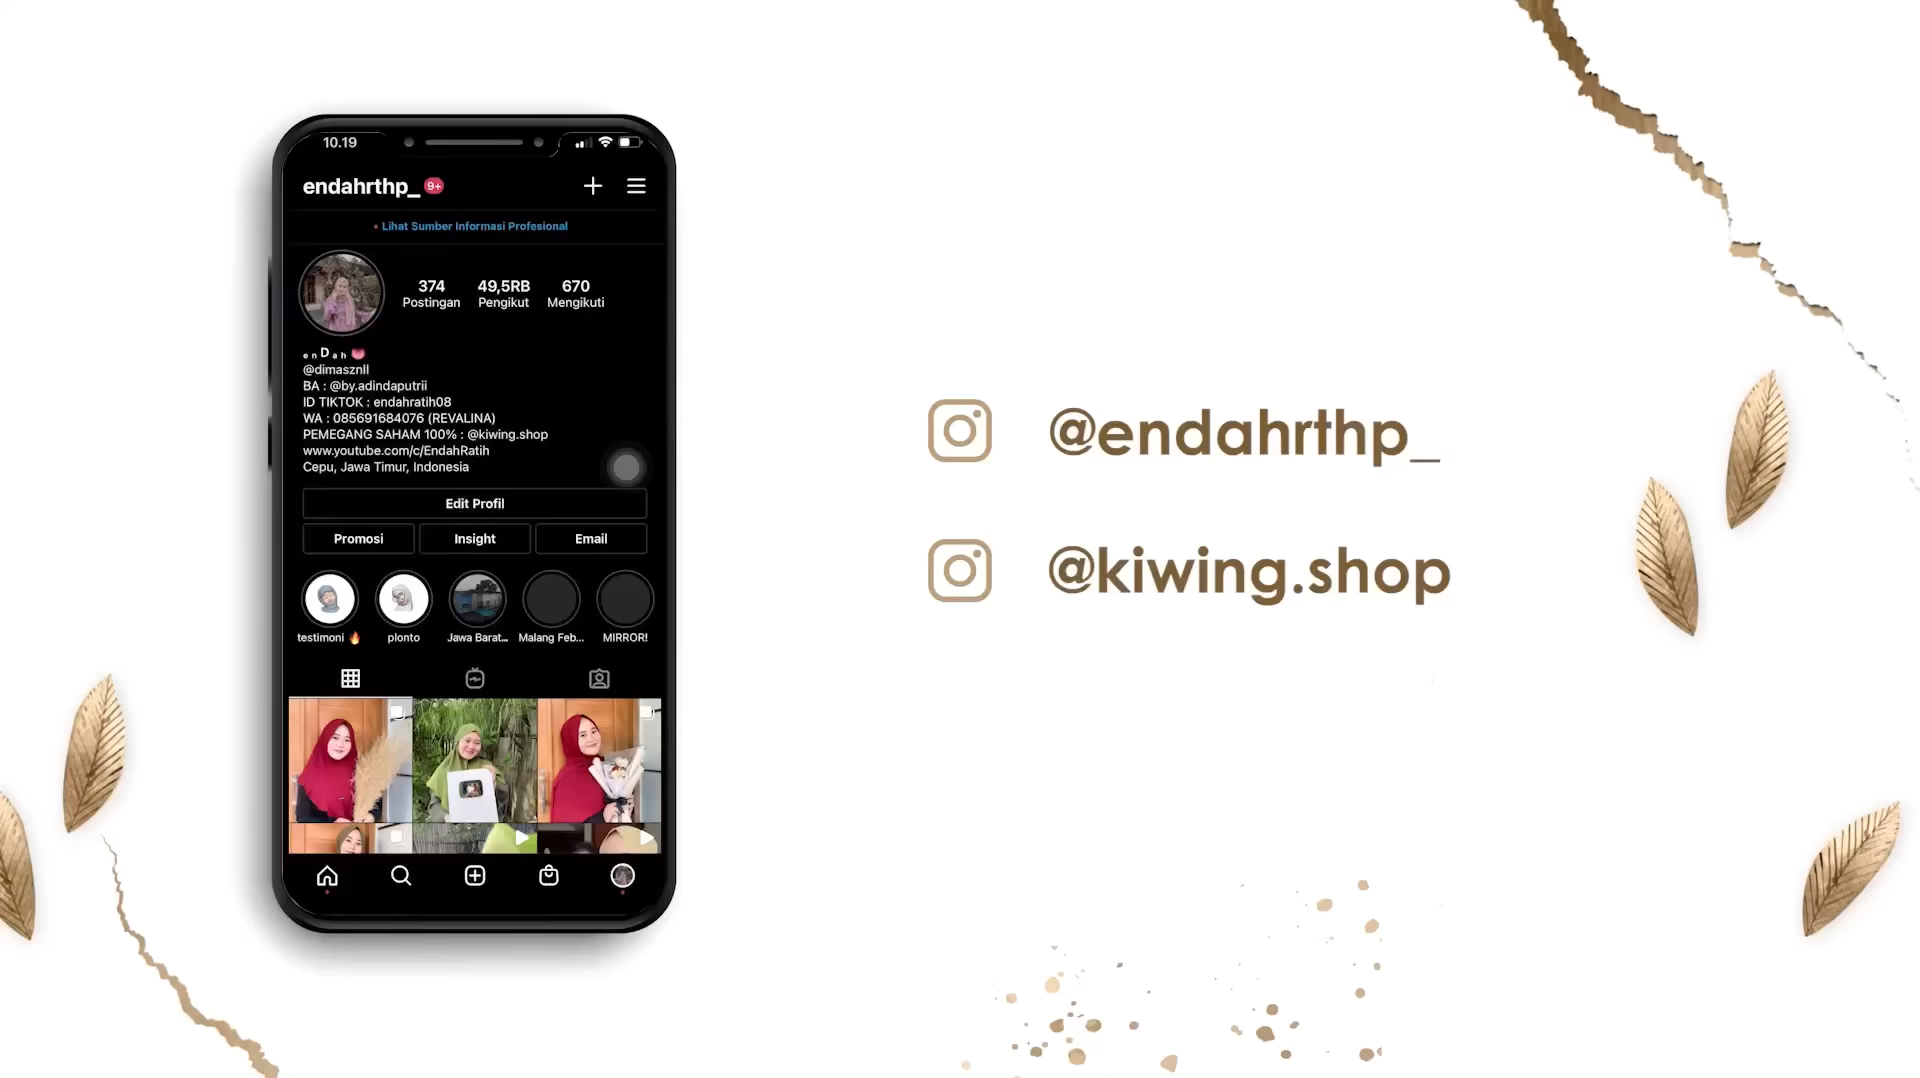 10.19
endahrthp_ 9+
Lihat Sumber Informasi Profesional
374 49,5RB 670
Postingan Pengikut Mengikuti
ₑₙDₐₕ
@dimasznll
BA : @by.adindaputrii
ID TIKTOK : endahratih08
WA : 085691684076 (REVALINA)
PEMEGANG SAHAM 100% : @kiwing.shop
www.youtube.com/c/EndahRatih
Cepu, Jawa Timur, Indonesia
Edit Profil
Promosi Insight Email
testimoni 🔥 plonto Jawa Barat... Malang Feb... MIRROR!
@endahrthp_
@kiwing.shop